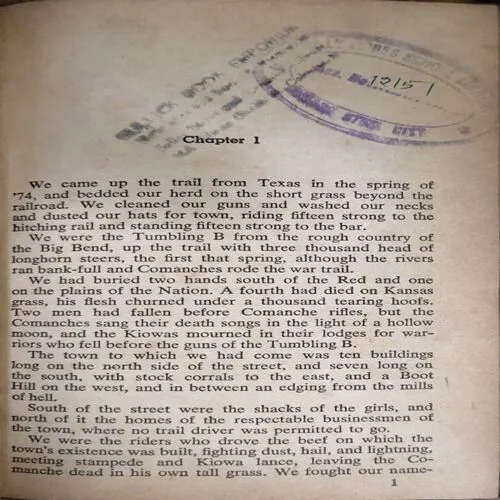 BOOK EMPORIUM
12/5/
CITY
Chapter 1
We came up the trail from Texas in the spring of
'74, and bedded our herd on the short grass beyond the
railroad. We cleaned our guns and washed our necks
and dusted our hats for town, riding fifteen strong to the
hitching rail and standing fifteen strong to the bar.
We were the Tumbling B from the rough country of
the Big Bend, up the trail with three thousand head of
longhorn steers, the first that spring, although the rivers
ran bank-full and Comanches rode the war trail.
We had buried two hands south of the Red and one
on the plains of the Nation. A fourth had died on Kansas
grass, his flesh churned under a thousand tearing hoofs.
Two men had fallen before Comanche rifles, but the
Comanches sang their death songs in the light of a hollow
moon, and the Kiowas mourned in their lodges for war-
riors who fell before the guns of the Tumbling B.
The town to which we had come was ten buildings
long on the north side of the street, and seven long on
the south, with stock corrals to the east, and a Boot
Hill on the west, and in between an edging from the mills
of hell.
South of the street were the shacks of the girls, and
north of it the homes of the respectable businessmen of
the town, where no trail driver was permitted to go.
We were the riders who drove the beef on which the
town's existence was built, fighting dust, hail, and lightning,
meeting stampede and Kiowa lance, leaving the Co-
manche dead in his own tall grass. We fought our name-
1